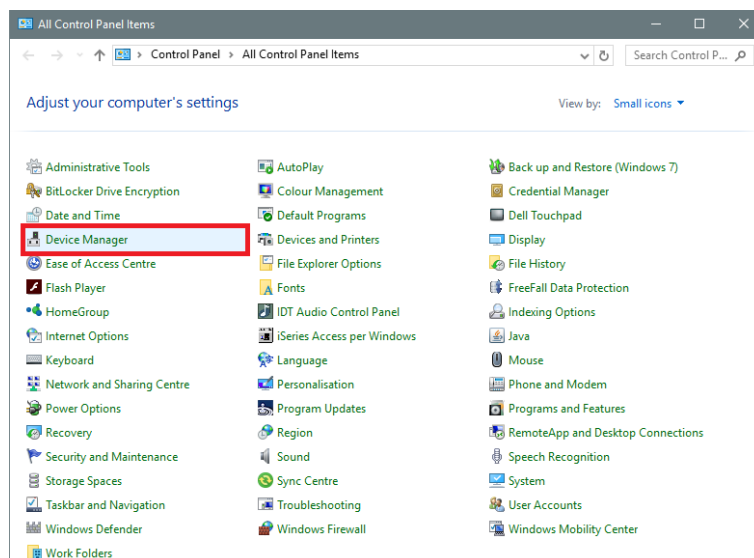 All Control Panel Items
Control Panel > All Control Panel Items
Search Control P...
Adjust your computer's settings
View by: Small icons
Administrative Tools
AutoPlay
Back up and Restore (Windows 7)
BitLocker Drive Encryption
Colour Management
Credential Manager
Date and Time
Default Programs
Dell Touchpad
Device Manager
Devices and Printers
Display
Ease of Access Centre
File Explorer Options
File History
Flash Player
Fonts
FreeFall Data Protection
HomeGroup
IDT Audio Control Panel
Indexing Options
Internet Options
iSeries Access per Windows
Java
Keyboard
Language
Mouse
Network and Sharing Centre
Personalisation
Phone and Modem
Power Options
Program Updates
Programs and Features
Recovery
Region
RemoteApp and Desktop Connections
Security and Maintenance
Sound
Speech Recognition
Storage Spaces
Sync Centre
System
Taskbar and Navigation
Troubleshooting
User Accounts
Windows Defender
Windows Firewall
Windows Mobility Center
Work Folders